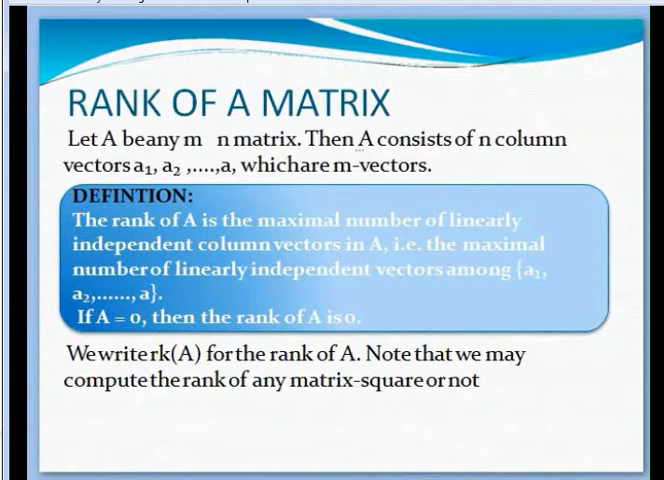 RANK OF A MATRIX
Let A beany m n matrix. Then A consists of n column
vectors a₁, a₂ ,....,a, whichare m-vectors.
DEFINTION:
The rank of A is the maximal number of linearly
independent column vectors in A, i.e. the maximal
number of linearly independent vectors among {a₁,
a₂,......, a}.
If A = 0, then the rank of A is 0.
We write rk(A) for the rank of A. Note that we may
compute the rank of any matrix-square or not